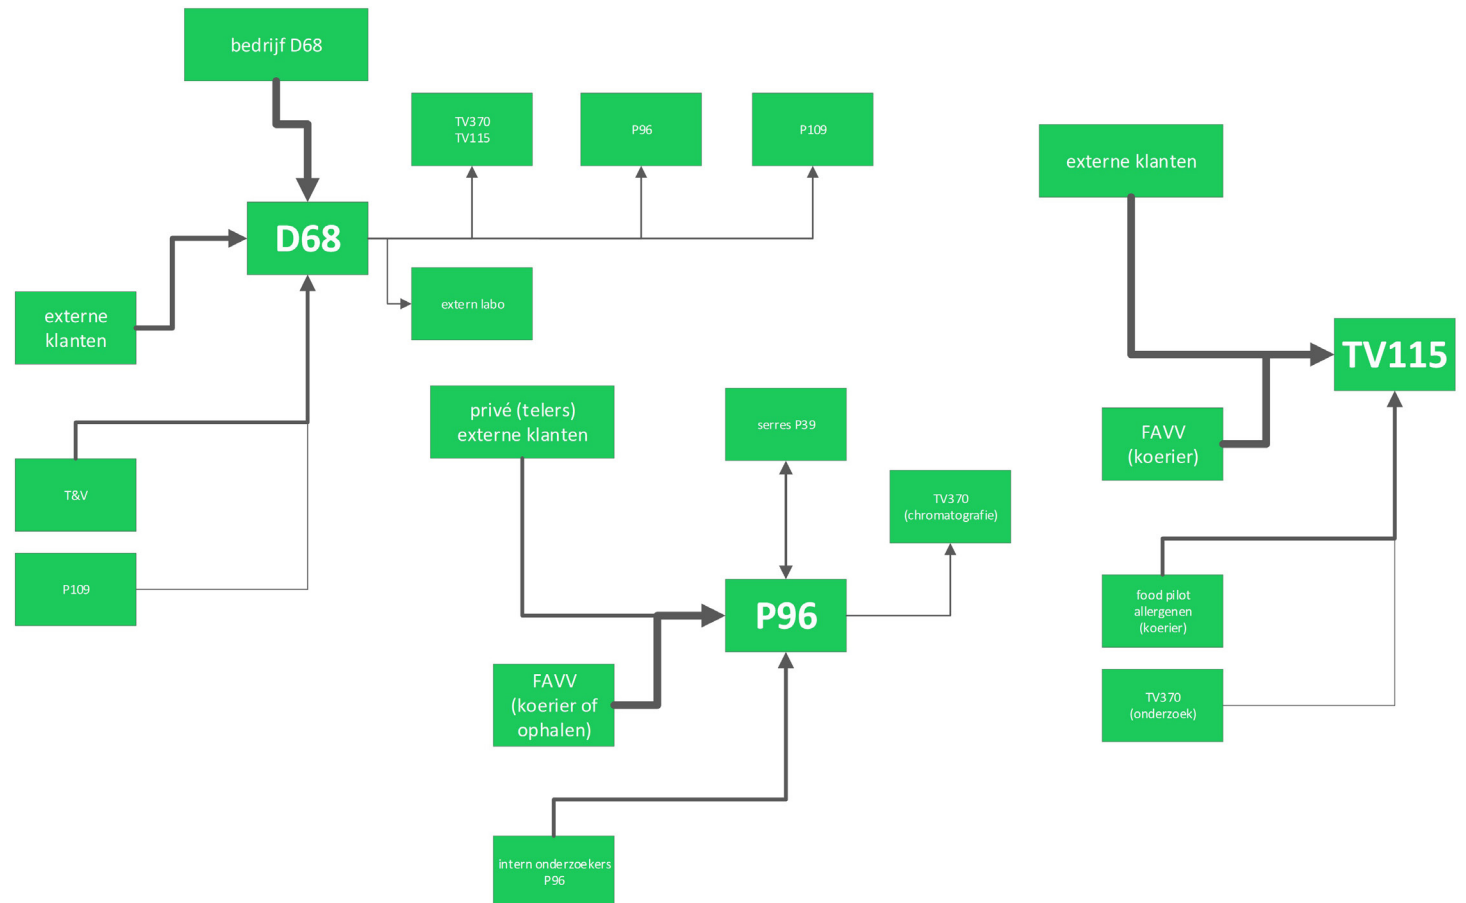 bedrijf D68
TV370
TV115
P96
P109
externe klanten
D68
externe
klanten
extern labo
TV115
privé (telers)
externe klanten
serres P39
FAVV
(koerier)
T&V
TV370
(chromatografie)
P109
P96
food pilot
allergenen
(koerier)
FAVV
(koerier of
ophalen)
TV370
(onderzoek)
intern onderzoekers
P96